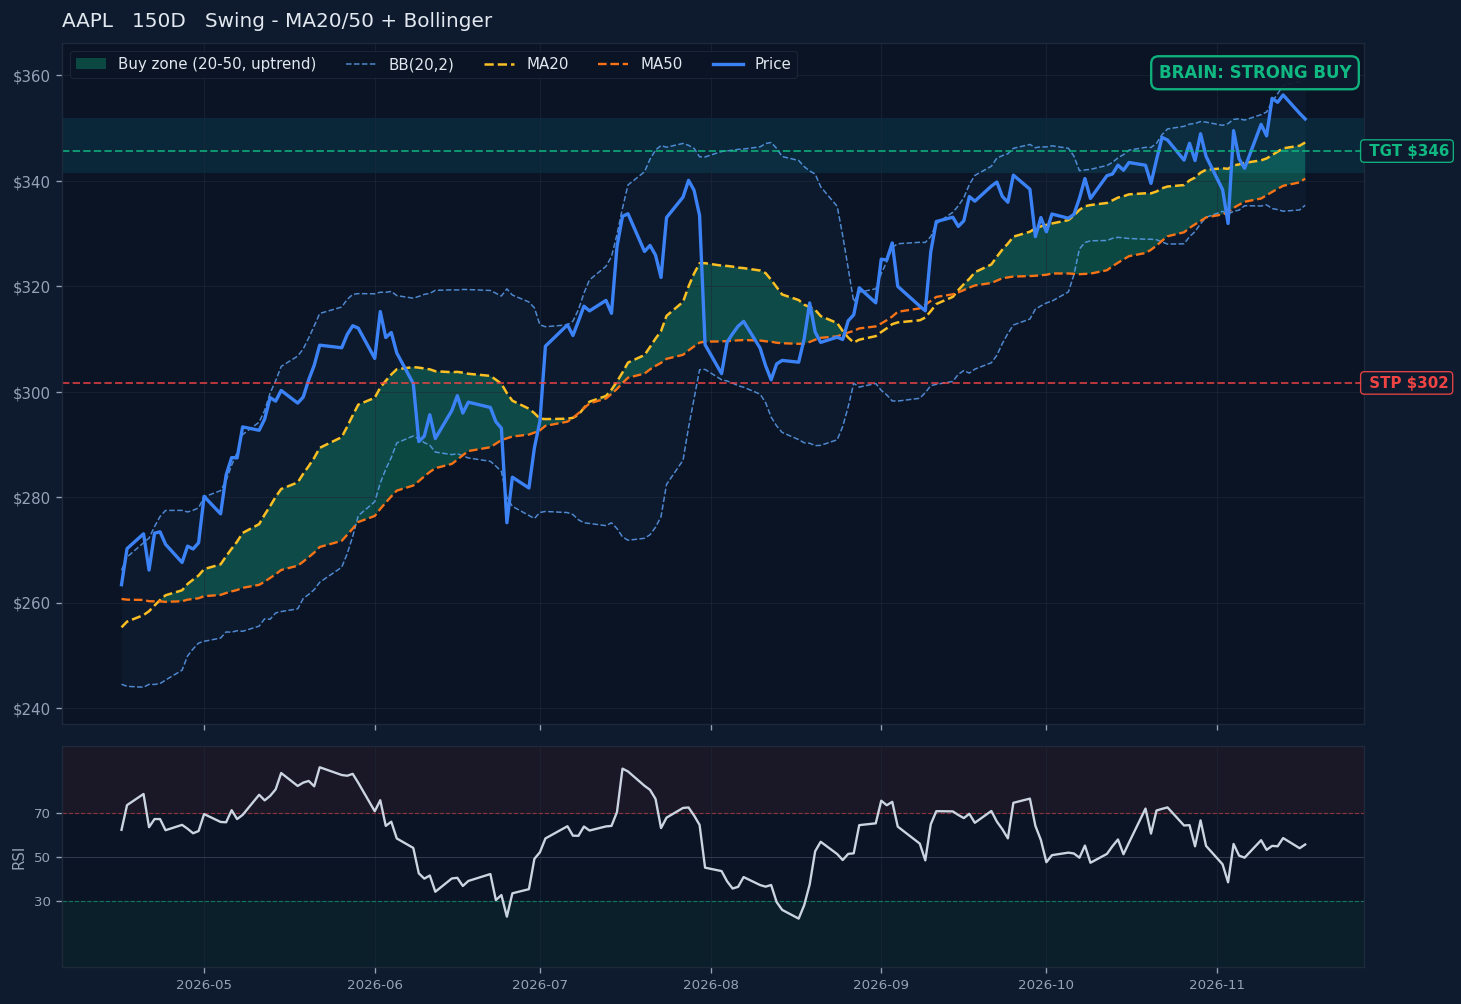 AAPL   150D   Swing - MA20/50 + Bollinger
Buy zone (20-50, uptrend)   BB(20,2)   MA20   MA50   Price
BRAIN: STRONG BUY
$360
TGT $346
$340
$320
STP $302
$300
$280
$260
$240
RSI
70
50
30
2026-05   2026-06   2026-07   2026-08   2026-09   2026-10   2026-11